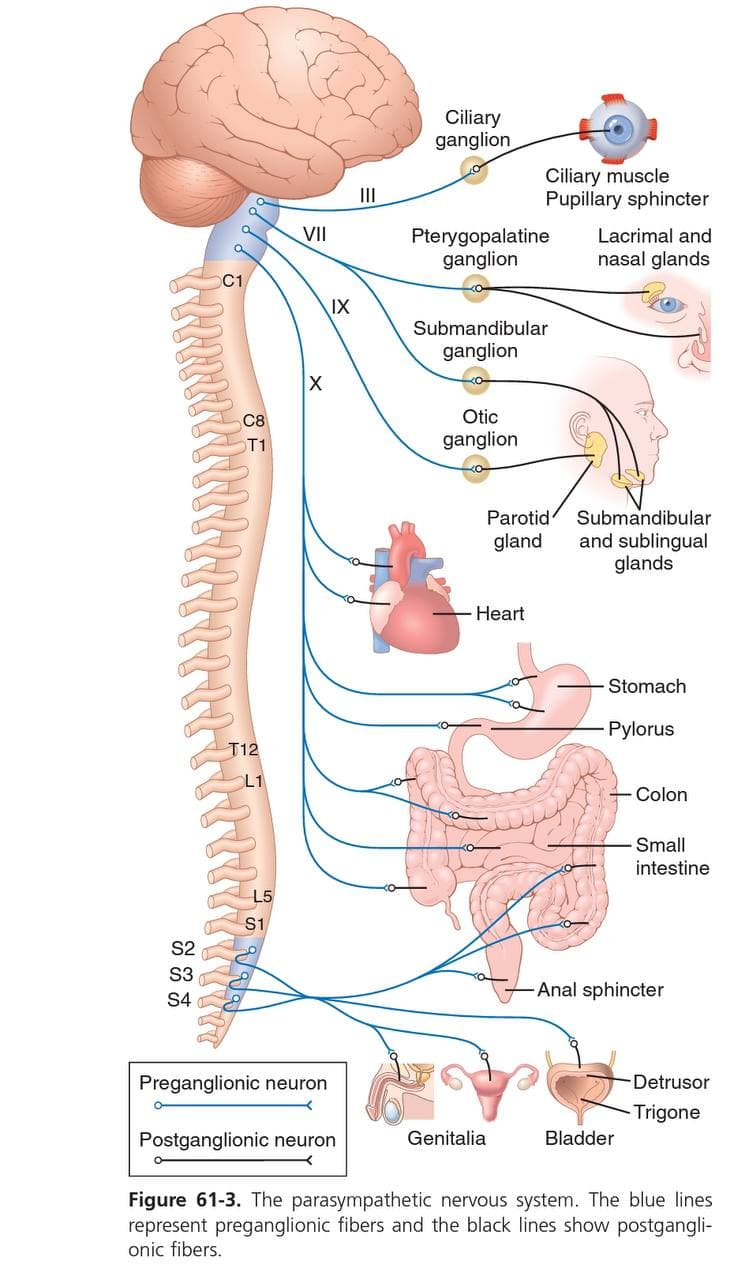 Ciliary
ganglion
III
Ciliary muscle
Pupillary sphincter
VII
Pterygopalatine
ganglion
Lacrimal and
nasal glands
C1
IX
Submandibular
ganglion
X
C8
T1
Otic
ganglion
Parotid
gland
Submandibular
and sublingual
glands
Heart
Stomach
Pylorus
T12
L1
Colon
Small
intestine
L5
S1
S2
S3
S4
Anal sphincter
Preganglionic neuron
Postganglionic neuron
Genitalia
Bladder
Detrusor
Trigone
Figure 61-3. The parasympathetic nervous system. The blue lines
represent preganglionic fibers and the black lines show postgangli-
onic fibers.